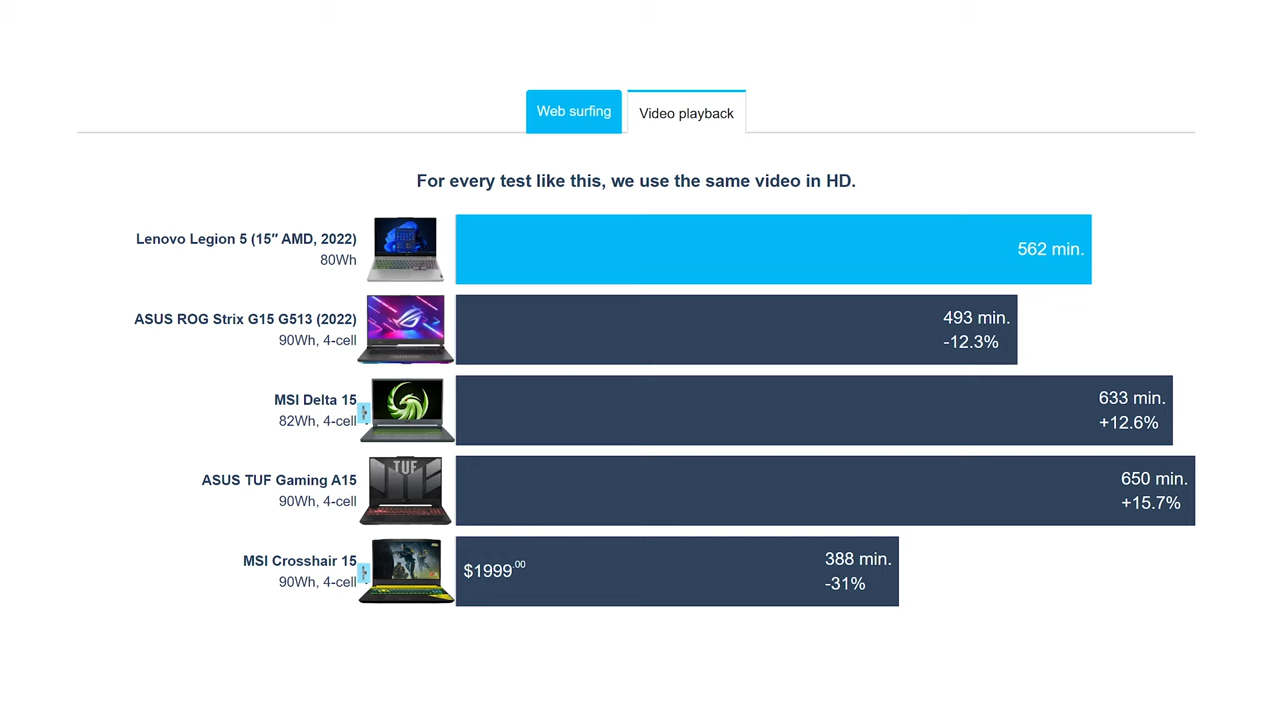 Web surfing
Video playback
For every test like this, we use the same video in HD.
Lenovo Legion 5 (15″ AMD, 2022)
80Wh
562 min.
ASUS ROG Strix G15 G513 (2022)
90Wh, 4-cell
493 min.
-12.3%
MSI Delta 15
82Wh, 4-cell
633 min.
+12.6%
TUF
ASUS TUF Gaming A15
90Wh, 4-cell
650 min.
+15.7%
MSI Crosshair 15
90Wh, 4-cell
$1999.00
388 min.
-31%